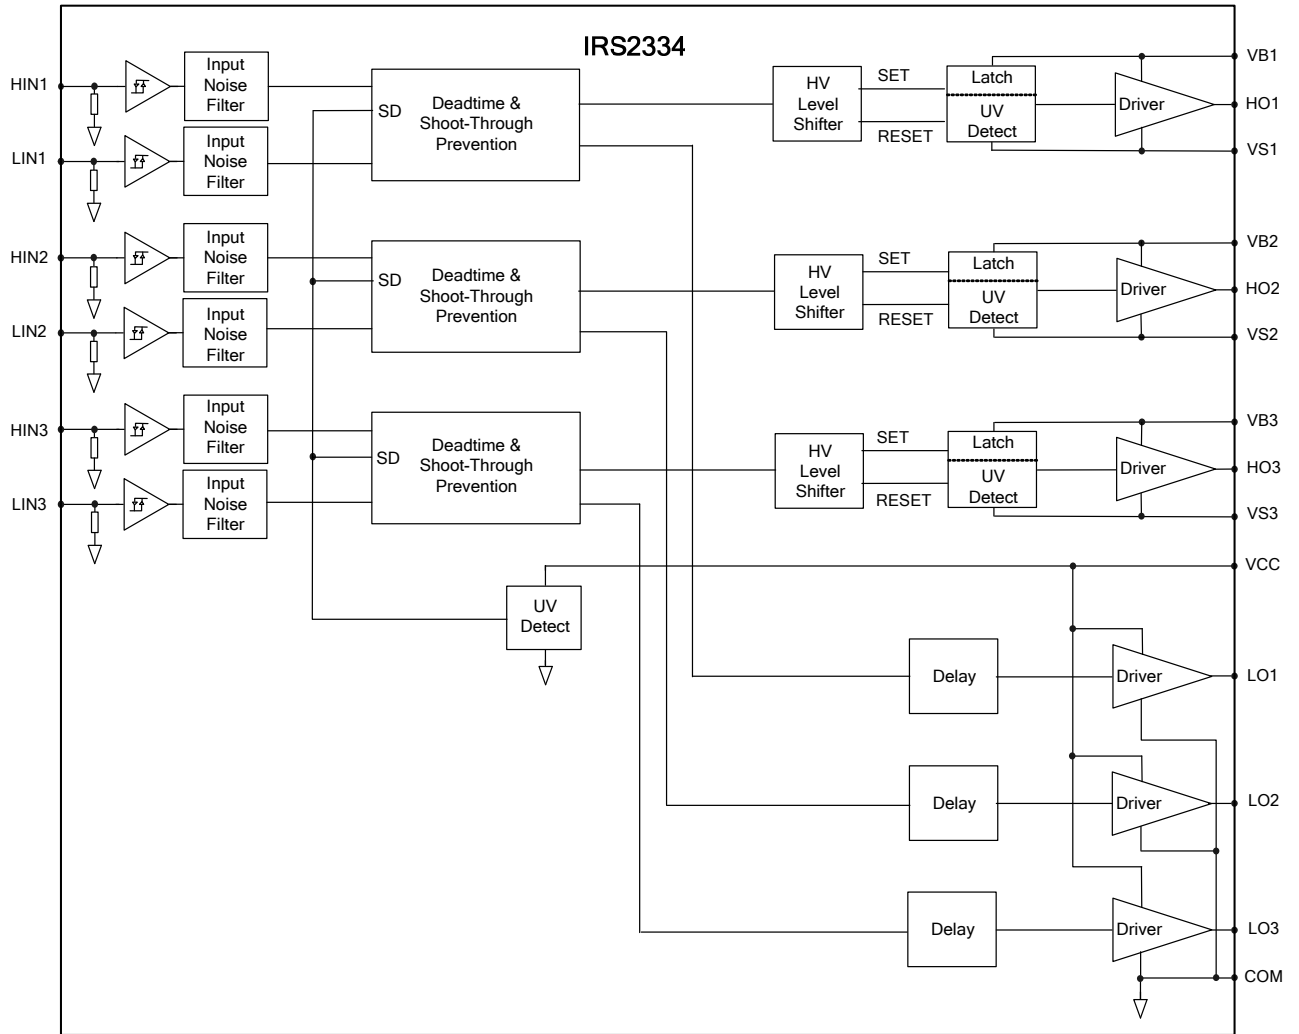 IRS2334
HIN1
Input
Noise
Filter
LIN1
Input
Noise
Filter
SD
Deadtime &
Shoot-Through
Prevention
HV
Level
Shifter
SET
RESET
Latch
UV
Detect
Driver
VB1
HO1
VS1
HIN2
Input
Noise
Filter
LIN2
Input
Noise
Filter
SD
Deadtime &
Shoot-Through
Prevention
HV
Level
Shifter
SET
RESET
Latch
UV
Detect
Driver
VB2
HO2
VS2
HIN3
Input
Noise
Filter
LIN3
Input
Noise
Filter
SD
Deadtime &
Shoot-Through
Prevention
HV
Level
Shifter
SET
RESET
Latch
UV
Detect
Driver
VB3
HO3
VS3
VCC
UV
Detect
Delay
Driver
LO1
Delay
Driver
LO2
Delay
Driver
LO3
COM